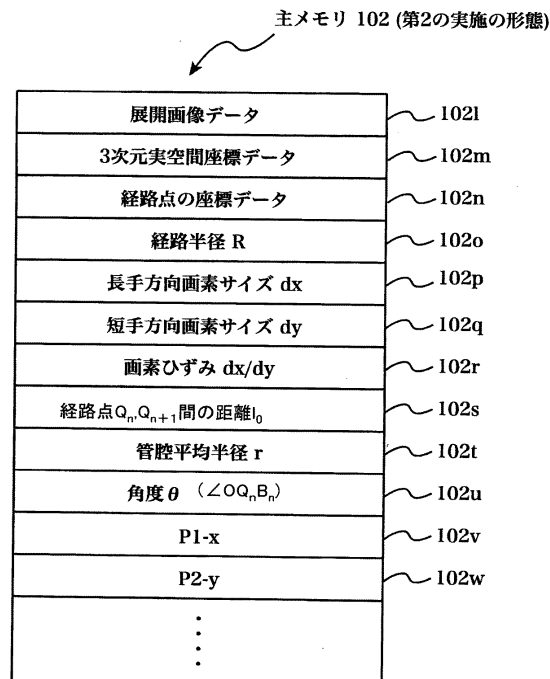 主メモリ 102 (第2の実施の形態)
展開画像データ 102l
3次元実空間座標データ 102m
経路点の座標データ 102n
経路半径 R 102o
長手方向画素サイズ dx 102p
短手方向画素サイズ dy 102q
画素ひずみ dx/dy 102r
経路点Qn,Qn+1間の距離l0 102s
管腔平均半径 r 102t
角度 θ (∠OQnBn) 102u
P1-x 102v
P2-y 102w